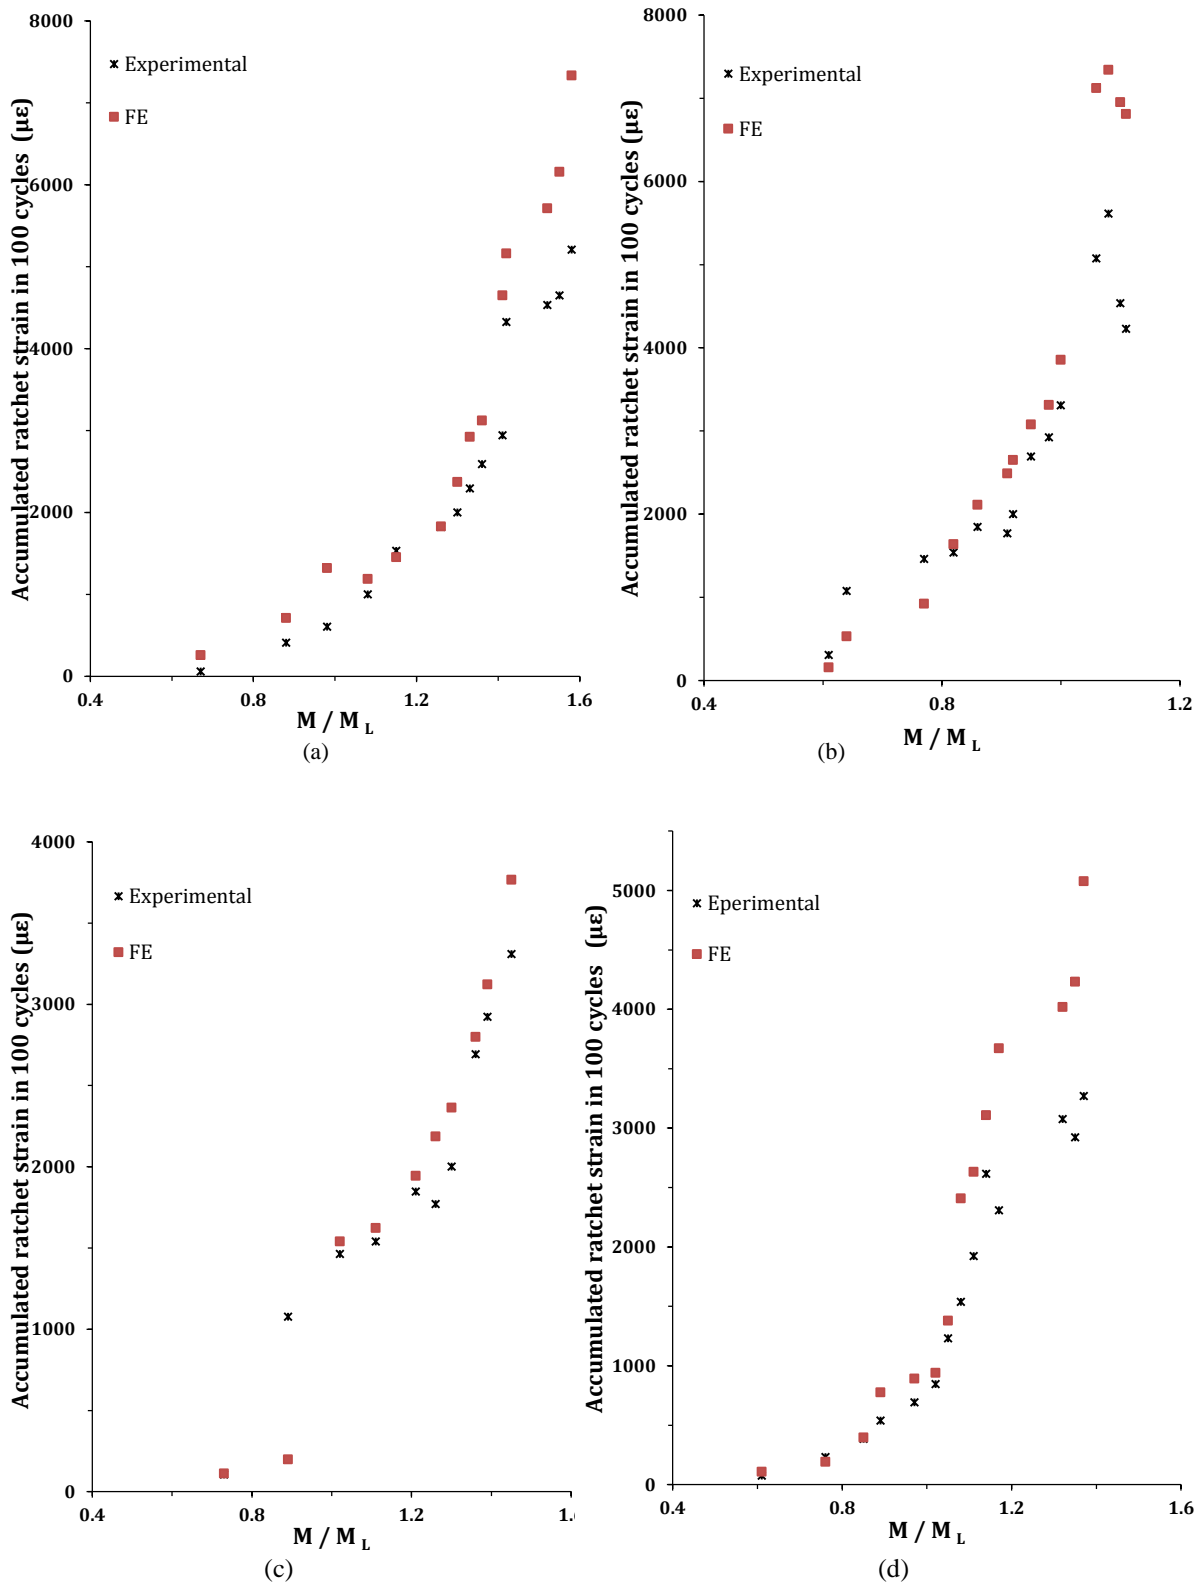 Accumulated ratchet strain in 100 cycles (με)
8000
6000
4000
2000
0
Experimental
FE
0.4
0.8
1.2
1.6
M / M L
(a)
Accumulated ratchet strain in 100 cycles (με)
8000
6000
4000
2000
0
Experimental
FE
0.4
0.8
1.2
M / M L
(b)
Accumulated ratchet strain in 100 cycles (με)
4000
3000
2000
1000
0
Experimental
FE
0.4
0.8
1.2
1.6
M / M L
(c)
Accumulated ratchet strain in 100 cycles (με)
5000
4000
3000
2000
1000
0
Eperimental
FE
0.4
0.8
1.2
1.6
M / M L
(d)